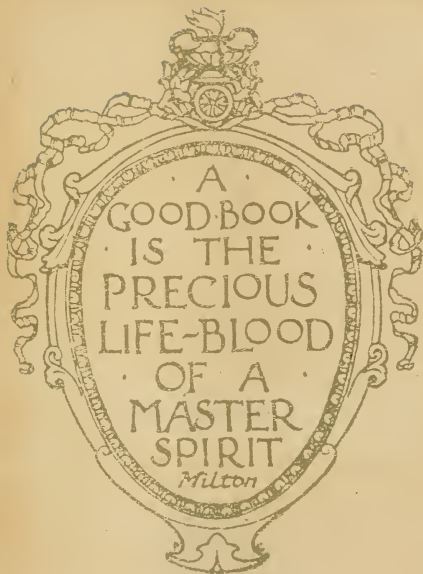 · A ·
GOOD·BOOK
· IS THE ·
PRECIOUS
LIFE-BLOOD
· OF A ·
MASTER
SPIRIT
Milton